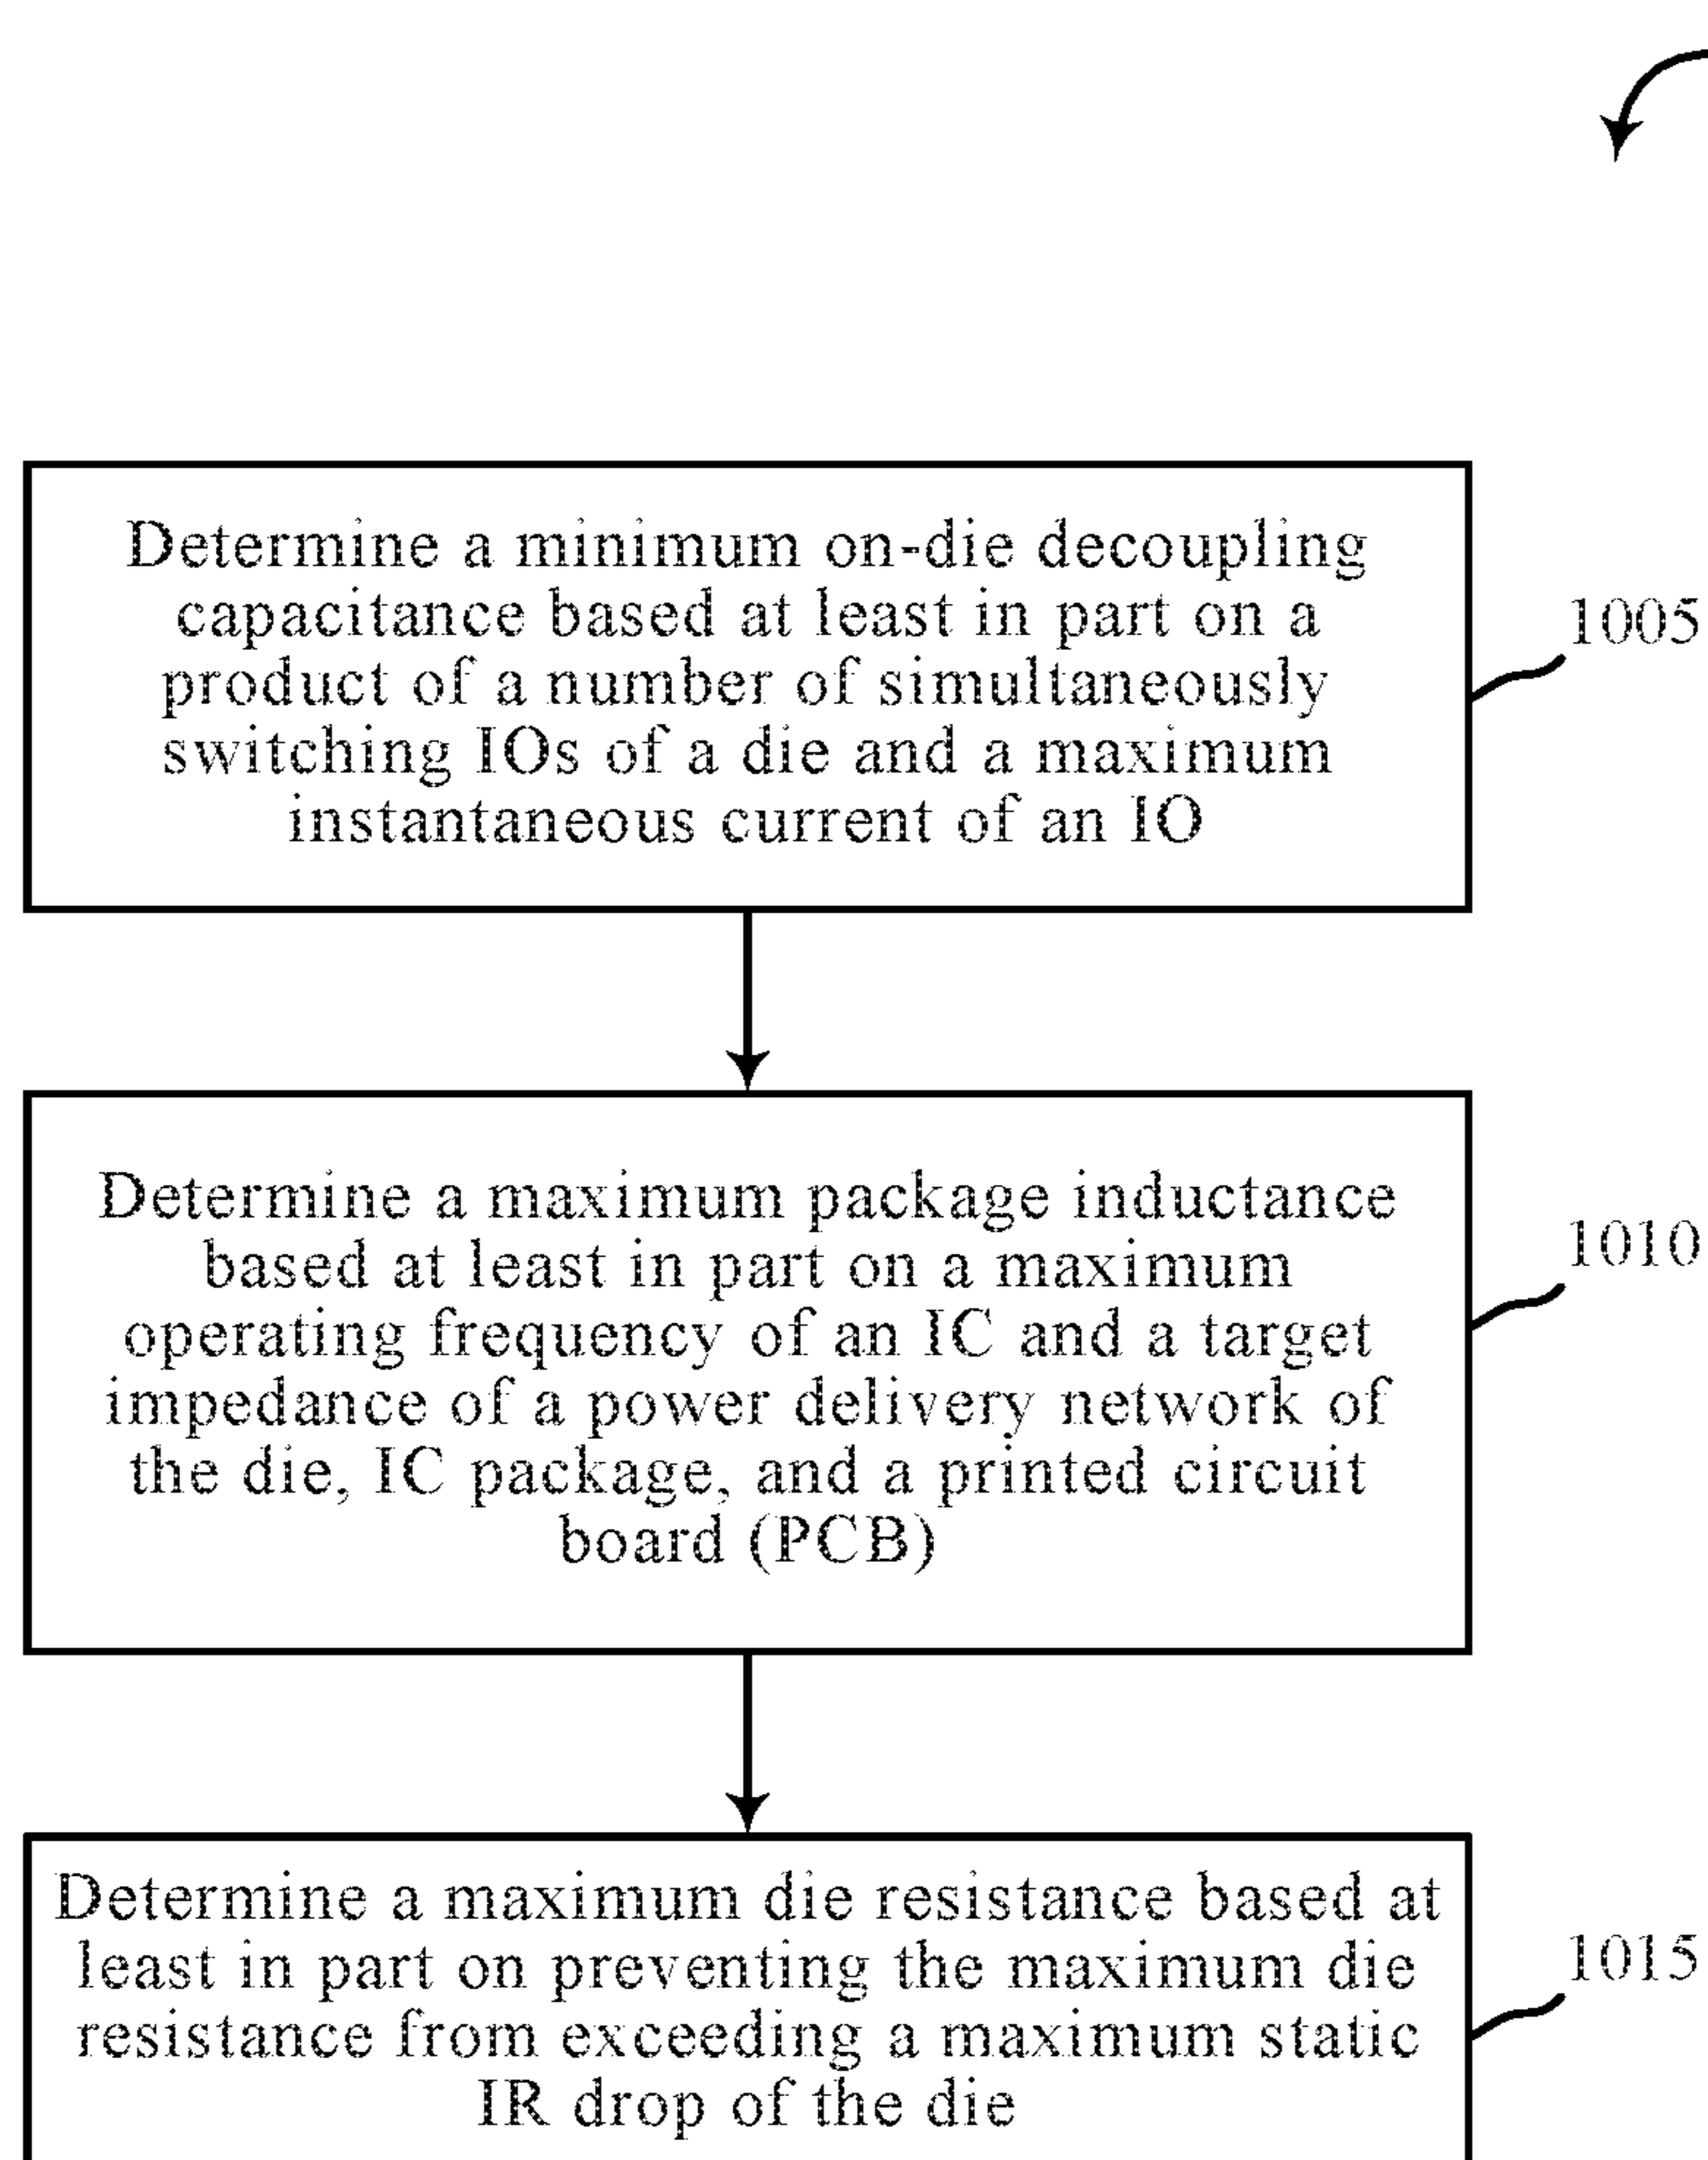 Determine a minimum on-die decoupling
capacitance based at least in part on a
product of a number of simultaneously
switching IOs of a die and a maximum
instantaneous current of an IO
1005
Determine a maximum package inductance
based at least in part on a maximum
operating frequency of an IC and a target
impedance of a power delivery network of
the die, IC package, and a printed circuit
board (PCB)
1010
Determine a maximum die resistance based at
least in part on preventing the maximum die
resistance from exceeding a maximum static
IR drop of the die
1015